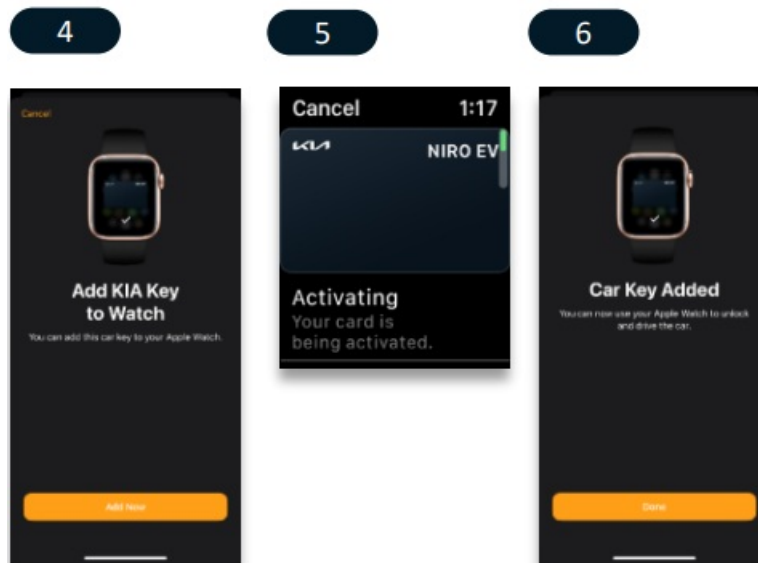 4
5
6
Cancel
Add KIA Key
to Watch
You can add this car key to your Apple Watch.
Add Now
Cancel 1:17
KIA NIRO EV
Activating
Your card is
being activated.
Car Key Added
You can now use your Apple Watch to unlock
and drive the car.
Done